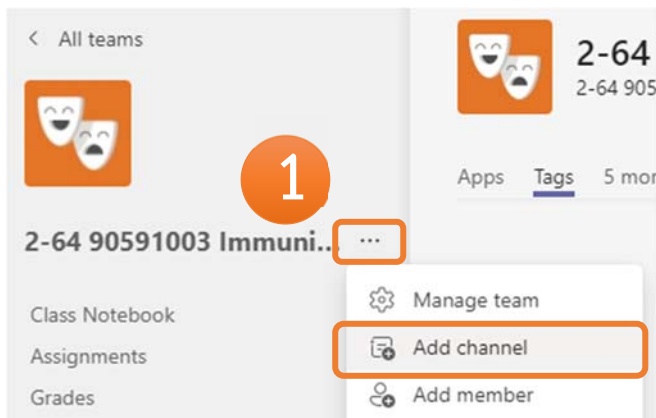 All teams
2-64
2-64 905
1
Apps Tags 5 mor
2-64 90591003 Immuni... ...
Manage team
Class Notebook
Add channel
Assignments
Add member
Grades